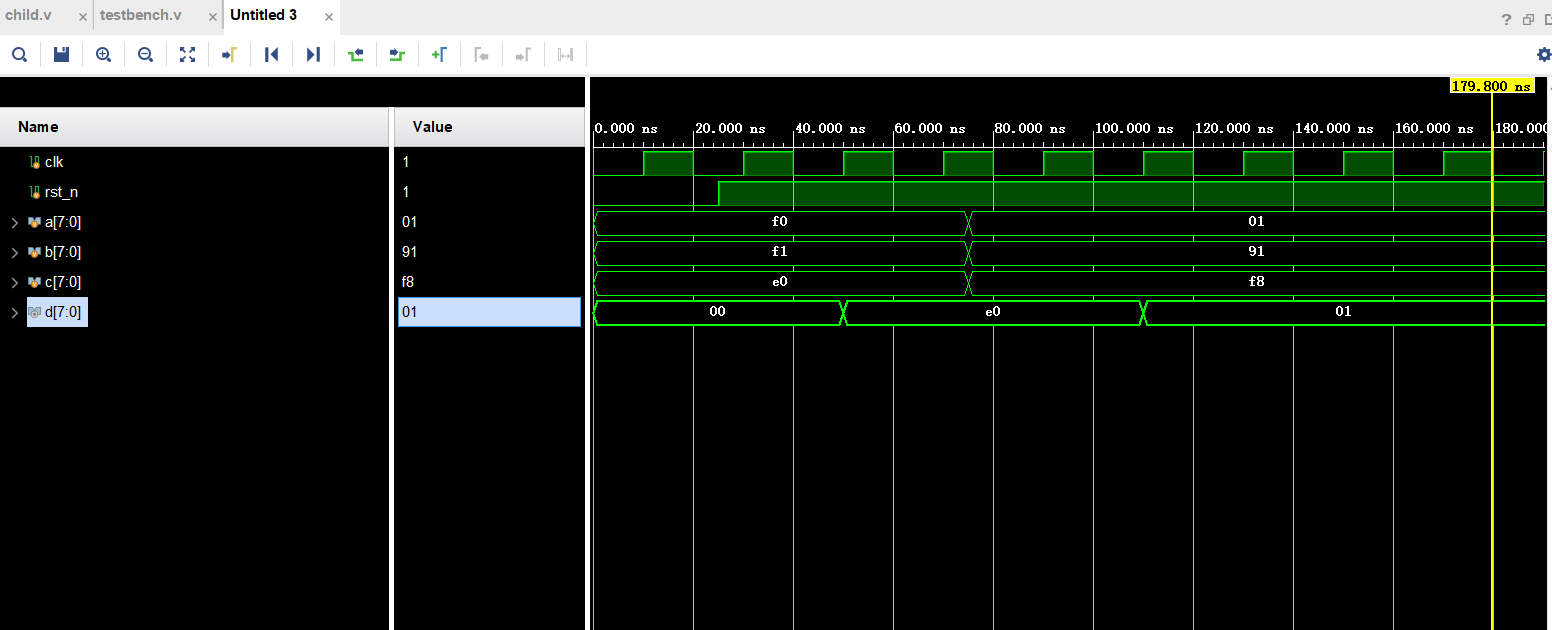 child.v × testbench.v × Untitled 3 ×
?
179.800 ns
Name Value 0.000 ns 20.000 ns 40.000 ns 60.000 ns 80.000 ns 100.000 ns 120.000 ns 140.000 ns 160.000 ns 180.000
clk 1
rst_n 1
a[7:0] 01 f0 01
b[7:0] 91 f1 91
c[7:0] f8 e0 f8
d[7:0] 01 00 e0 01